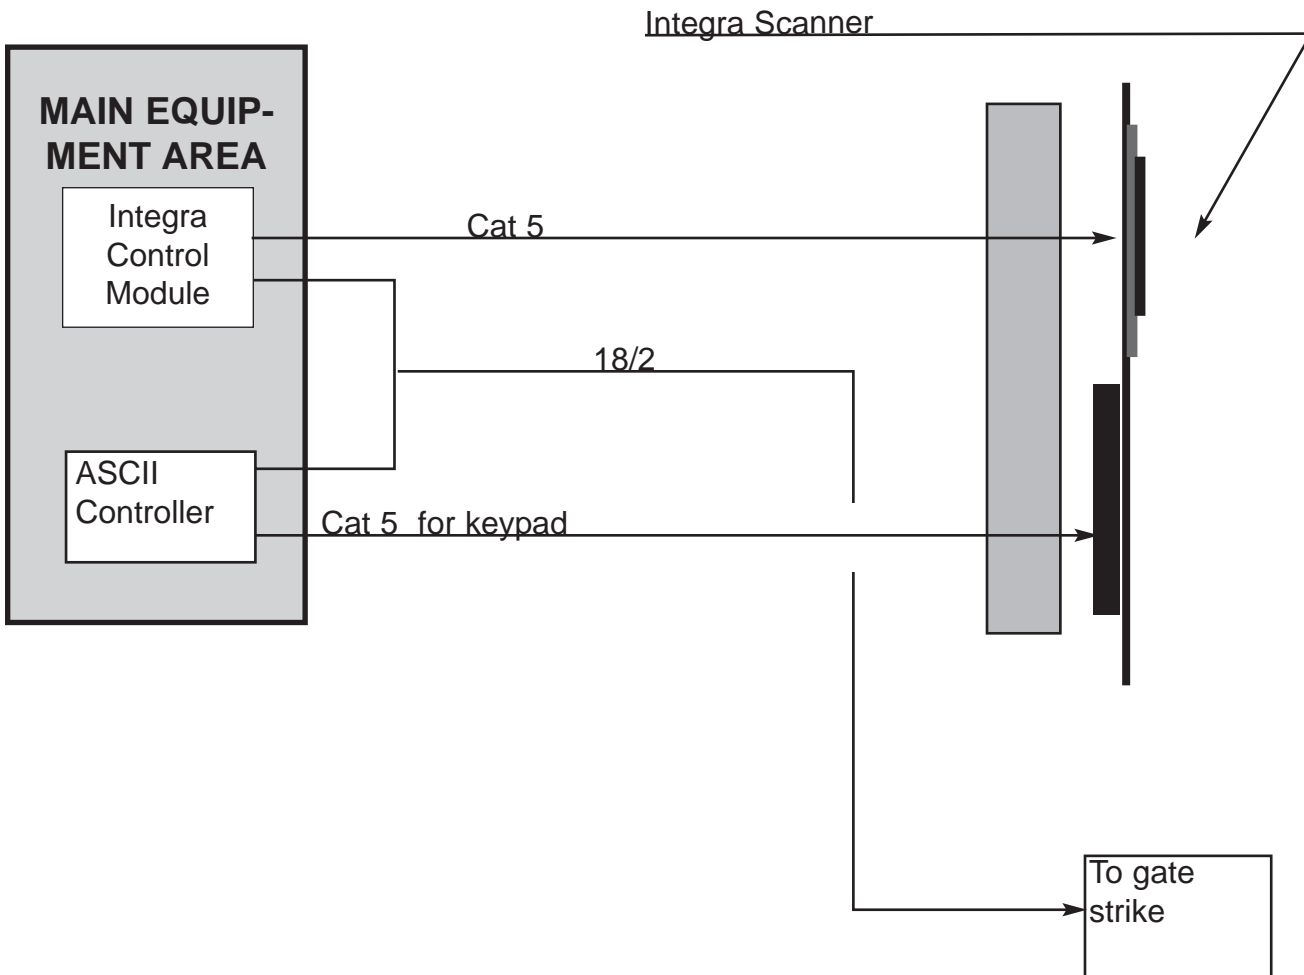 Integra Scanner
MAIN EQUIP-
MENT AREA
Integra
Control
Module
Cat 5
18/2
ASCII
Controller
Cat 5  for keypad
To gate
strike